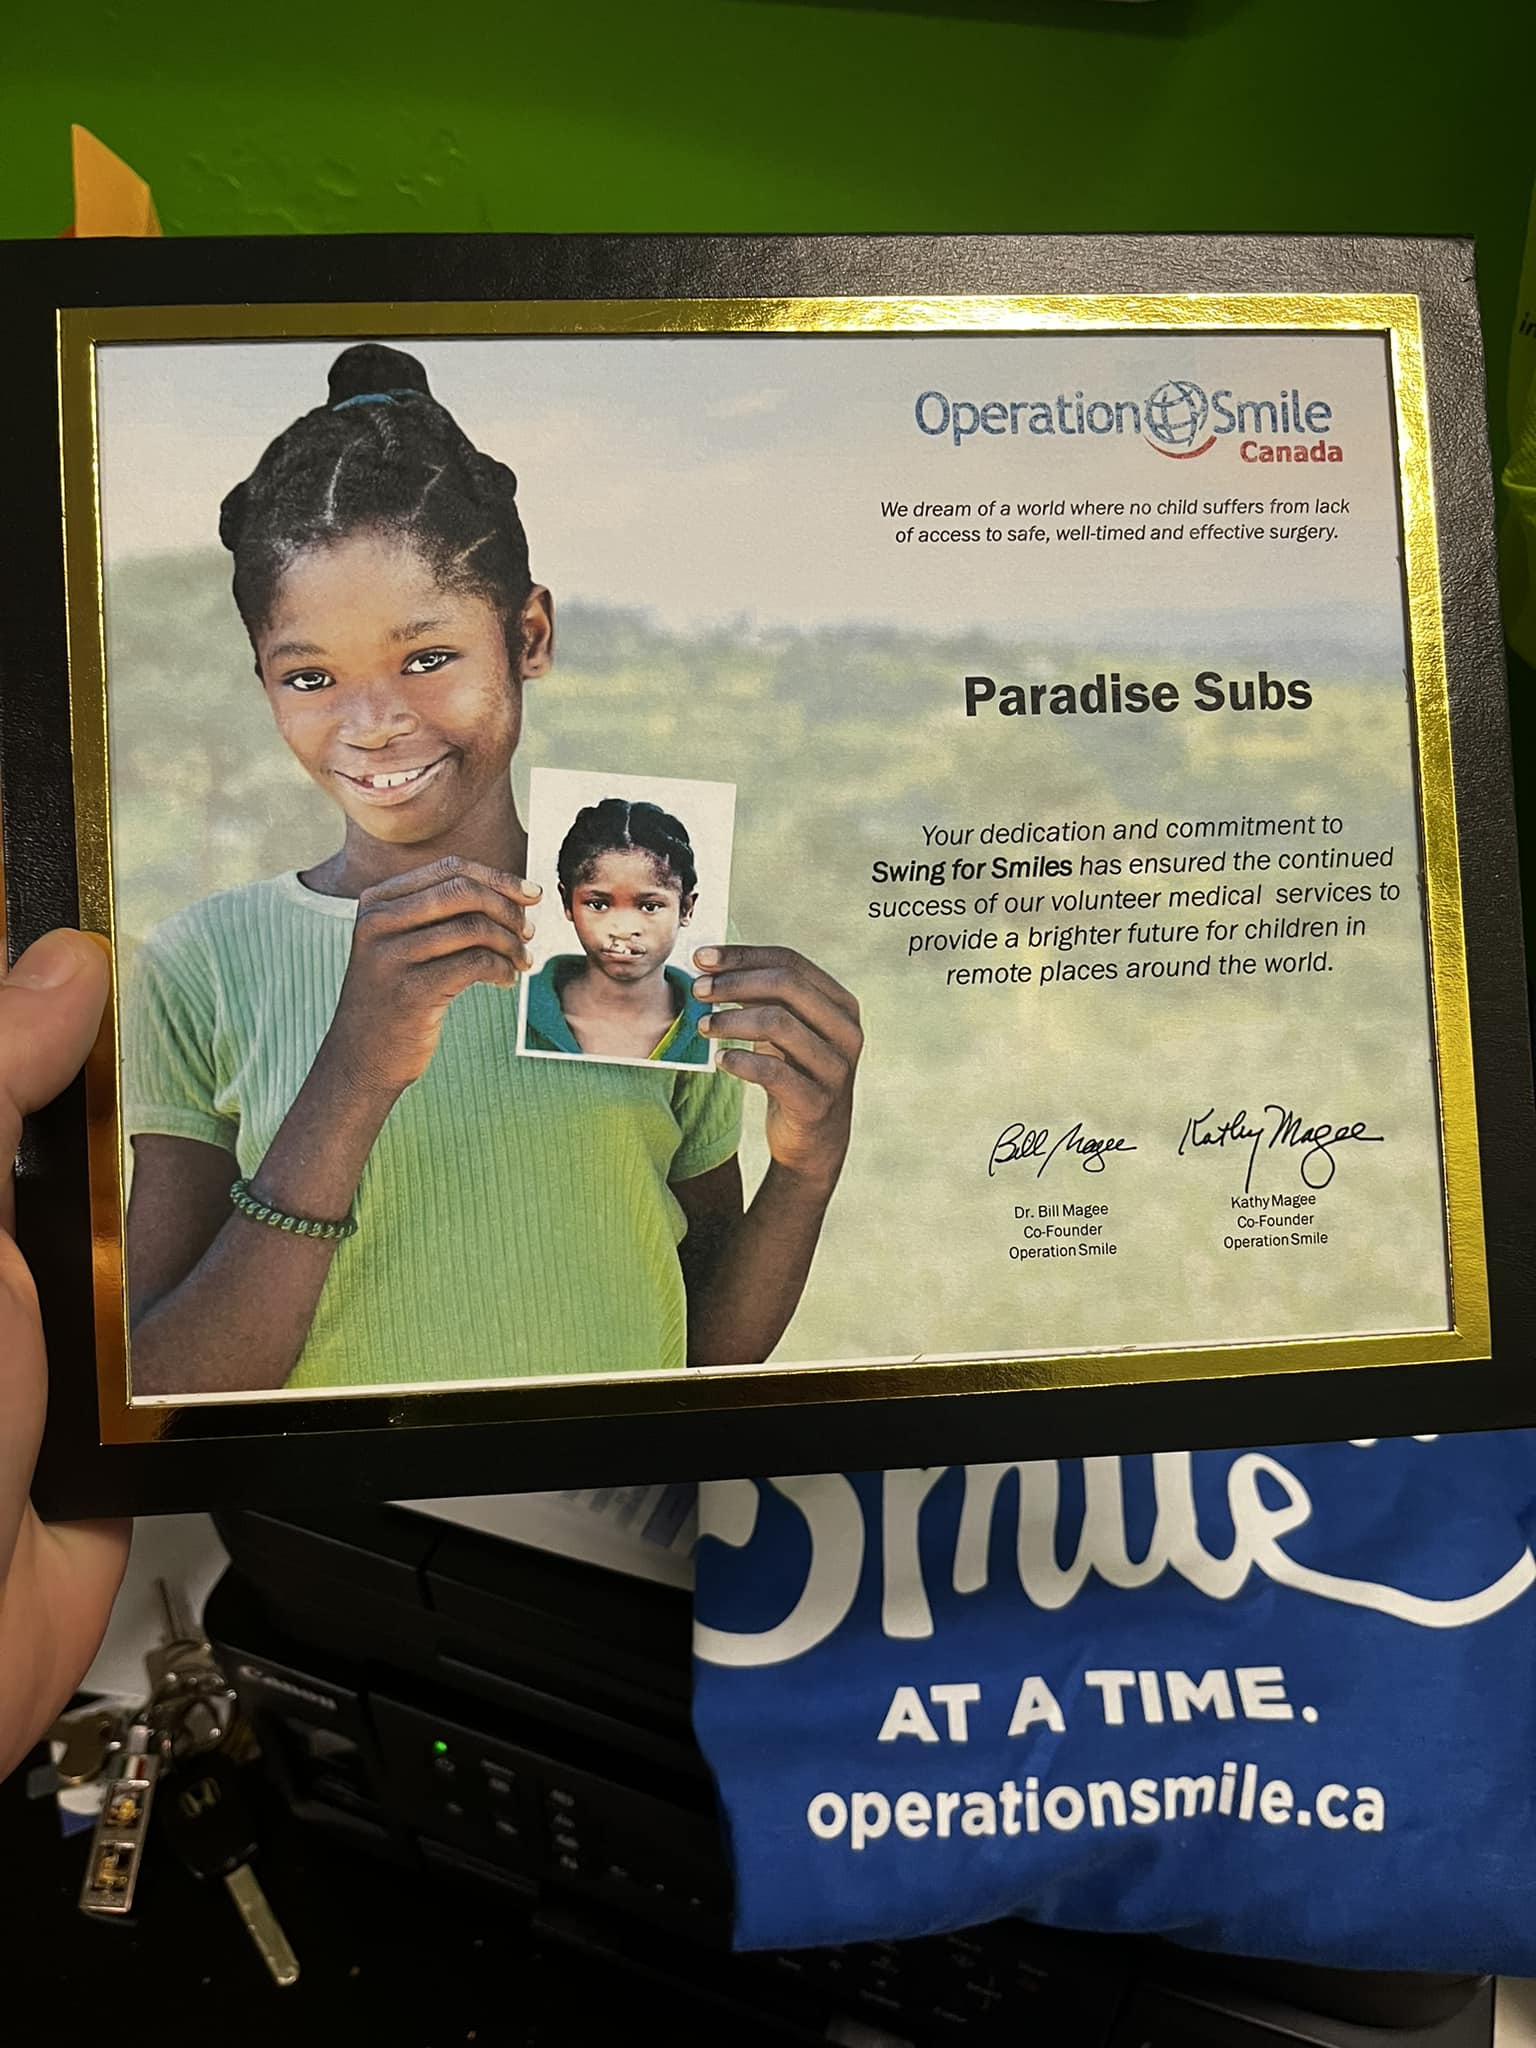 Operation Smile
Canada
We dream of a world where no child suffers from lack
of access to safe, well-timed and effective surgery.
Paradise Subs
Your dedication and commitment to
Swing for Smiles has ensured the continued
success of our volunteer medical services to
provide a brighter future for children in
remote places around the world.
Bill Magee
Kathy Magee
Dr. Bill Magee
Co-Founder
Operation Smile
Kathy Magee
Co-Founder
Operation Smile
Smile
AT A TIME.
operationsmile.ca
Canon